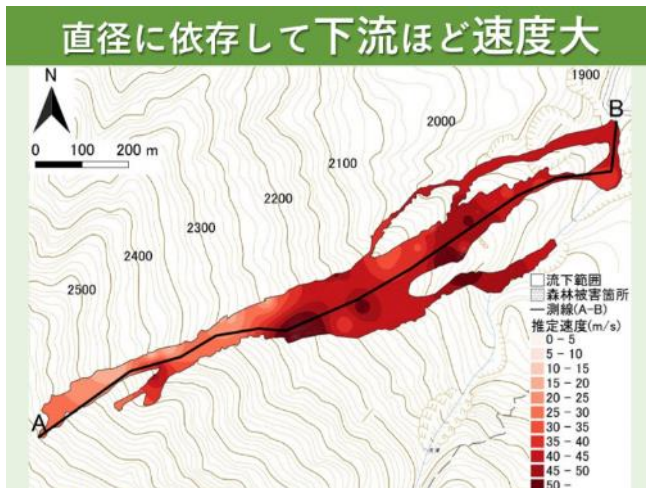 直径に依存して下流ほど速度大
N
0 100 200 m
1900
B
2000
2100
2200
2300
2400
2500
A
流下範囲
森林被害箇所
測線(A-B)
推定速度(m/s)
0 - 5
5 - 10
10 - 15
15 - 20
20 - 25
25 - 30
30 - 35
35 - 40
40 - 45
45 - 50
50 -